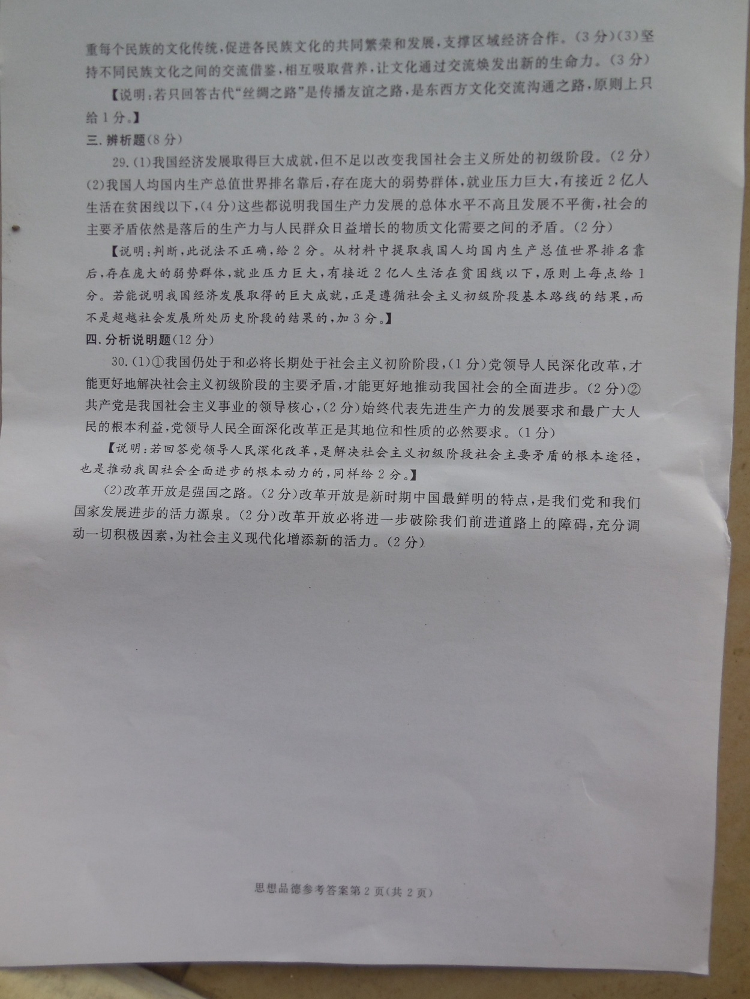 重每个民族的文化传统,促进各民族文化的共同繁荣和发展,支撑区域经济合作。(3分)(3)坚
持不同民族文化之间的交流借鉴,相互吸取营养,让文化通过交流焕发出新的生命力。(3分)
【说明:若只回答古代“丝绸之路”是传播友谊之路,是东西方文化交流沟通之路,原则上只
给1分。】
三.辨析题(8分)
29.(1)我国经济发展取得巨大成就,但不足以改变我国社会主义所处的初级阶段。(2分)
(2)我国人均国内生产总值世界排名靠后,存在庞大的弱势群体,就业压力巨大,有接近2亿人
生活在贫困线以下,(4分)这些都说明我国生产力发展的总体水平不高且发展不平衡,社会的
主要矛盾依然是落后的生产力与人民群众日益增长的物质文化需要之间的矛盾。(2分)
【说明:判断,此说法不正确,给2分。从材料中提取我国人均国内生产总值世界排名靠
后,存在庞大的弱势群体,就业压力巨大,有接近2亿人生活在贫困线以下,原则上每点给1
分。若能说明我国经济发展取得的巨大成就,正是遵循社会主义初级阶段基本路线的结果,而
不是超越社会发展所处历史阶段的结果的,加3分。】
四.分析说明题(12分)
30.(1)①我国仍处于和必将长期处于社会主义初阶阶段,(1分)党领导人民深化改革,才
能更好地解决社会主义初级阶段的主要矛盾,才能更好地推动我国社会的全面进步。(2分)②
共产党是我国社会主义事业的领导核心,(2分)始终代表先进生产力的发展要求和最广大人
民的根本利益,党领导人民全面深化改革正是其地位和性质的必然要求。(1分)
【说明:若回答党领导人民深化改革,是解决社会主义初级阶段社会主要矛盾的根本途径,
也是推动我国社会全面进步的根本动力的,同样给2分。】
(2)改革开放是强国之路。(2分)改革开放是新时期中国最鲜明的特点,是我们党和我们
国家发展进步的活力源泉。(2分)改革开放必将进一步破除我们前进道路上的障碍,充分调
动一切积极因素,为社会主义现代化增添新的活力。(2分)
思想品德参考答案第2页(共2页)